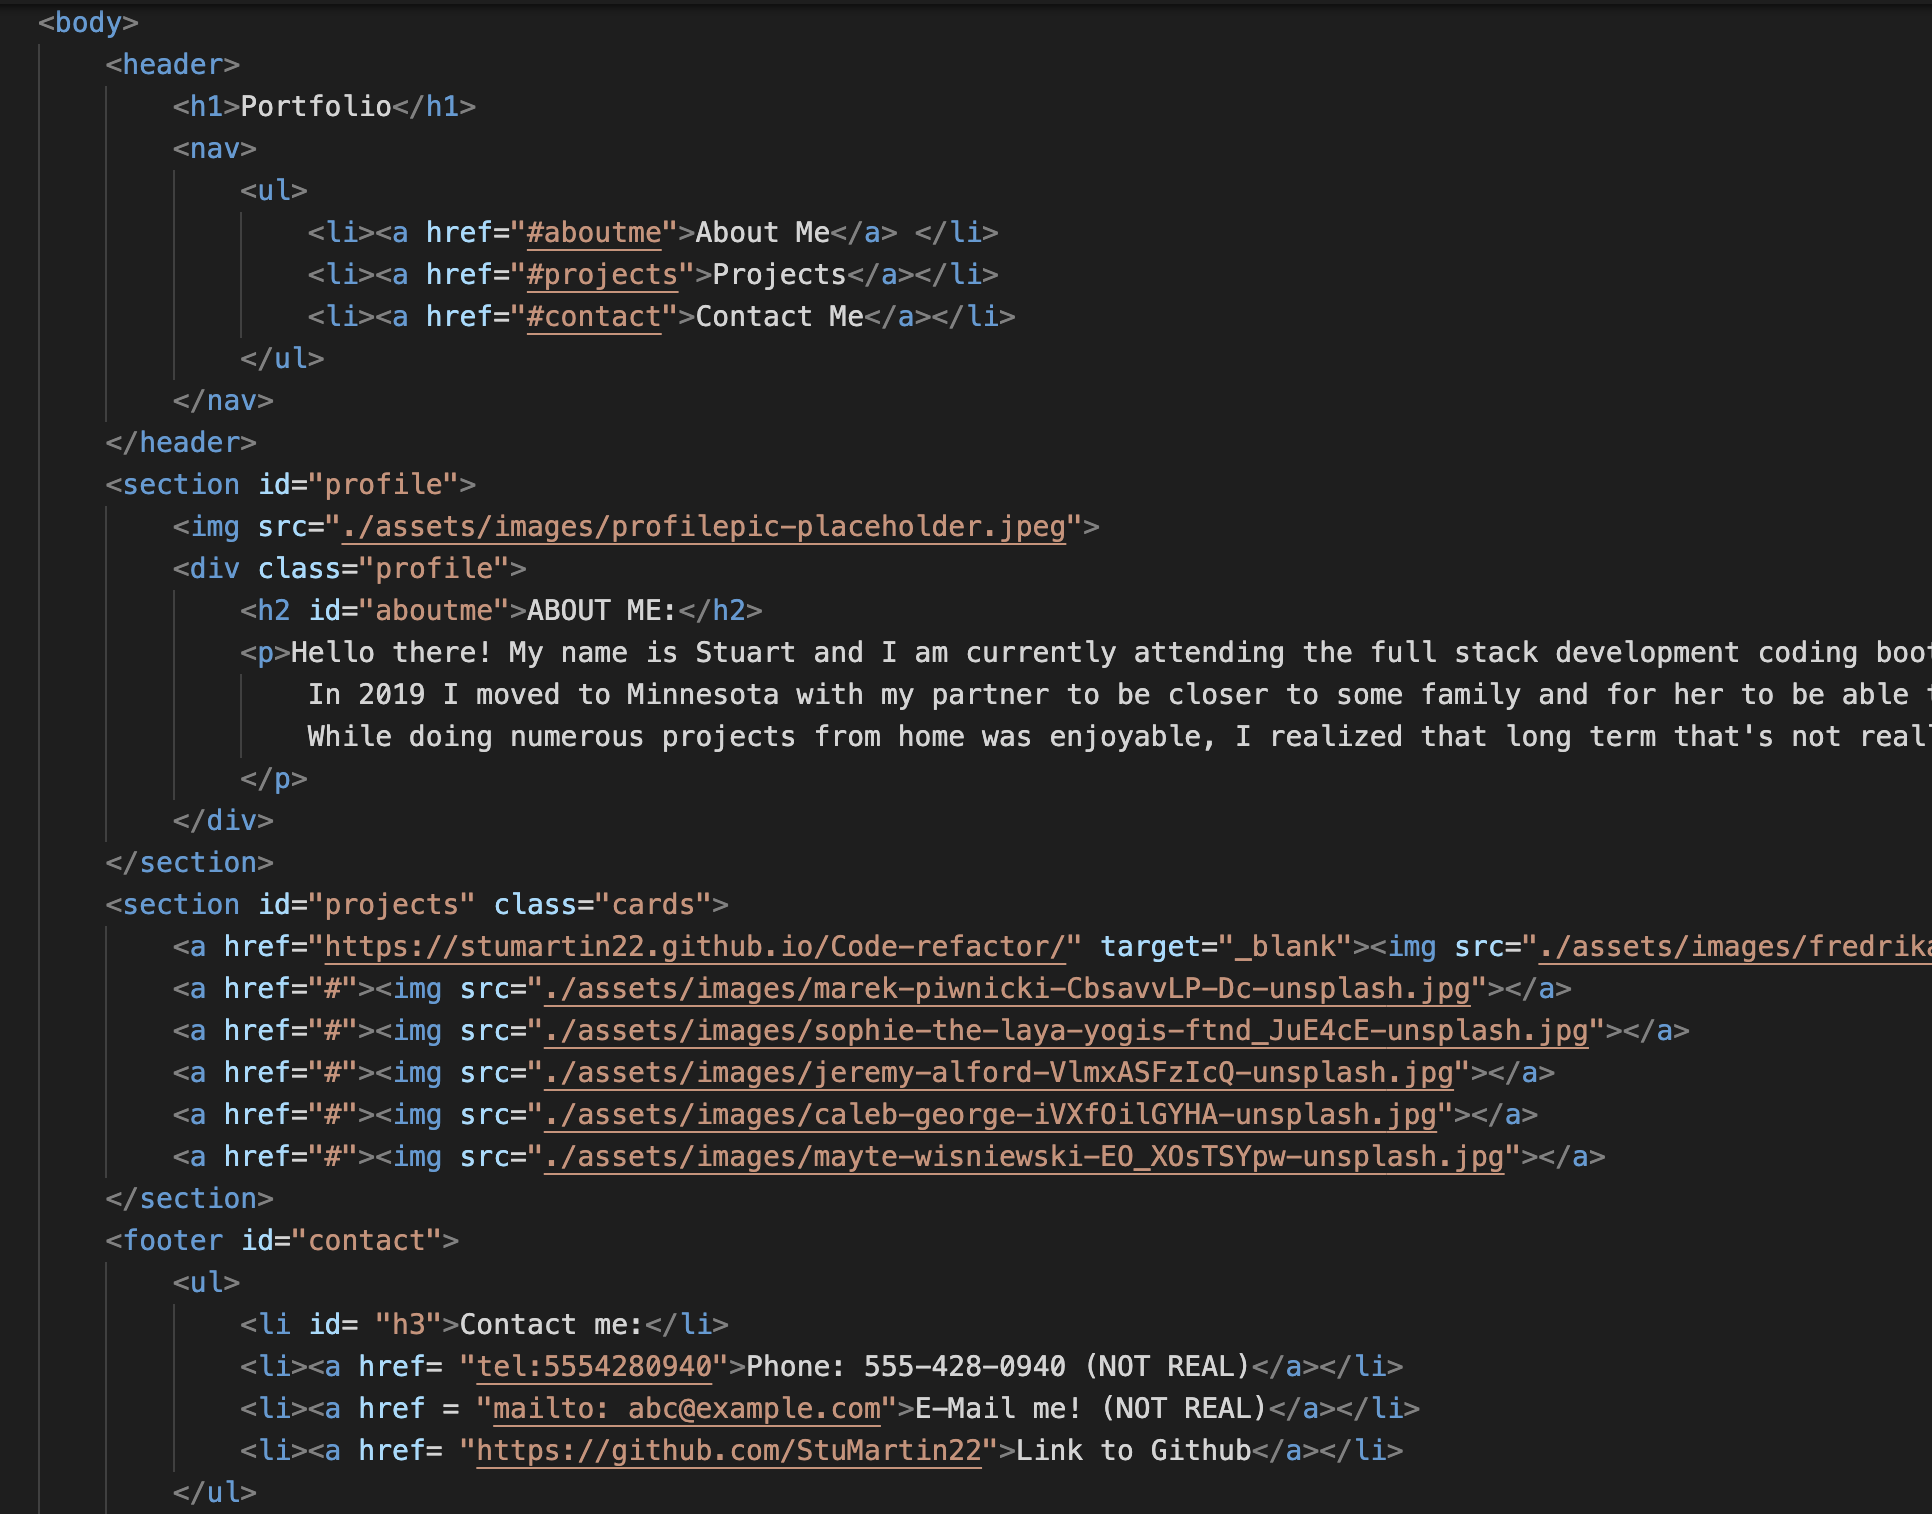 <body>
<header>
<h1>Portfolio</h1>
<nav>
<ul>
<li><a href="#aboutme">About Me</a> </li>
<li><a href="#projects">Projects</a></li>
<li><a href="#contact">Contact Me</a></li>
</ul>
</nav>
</header>
<section id="profile">
<img src="./assets/images/profilepic-placeholder.jpeg">
<div class="profile">
<h2 id="aboutme">ABOUT ME:</h2>
<p>Hello there! My name is Stuart and I am currently attending the full stack development coding
In 2019 I moved to Minnesota with my partner to be closer to some family and for her to be able
While doing numerous projects from home was enjoyable, I realized that long term that's not
</p>
</div>
</section>
<section id="projects" class="cards">
<a href="https://stumartin22.github.io/Code-refactor/" target="_blank"><img src="./assets/images/fredrika
<a href="#"><img src="./assets/images/marek-piwnicki-CbsavvLP-Dc-unsplash.jpg"></a>
<a href="#"><img src="./assets/images/sophie-the-laya-yogis-ftnd_JuE4cE-unsplash.jpg"></a>
<a href="#"><img src="./assets/images/jeremy-alford-VlmxASFzIcQ-unsplash.jpg"></a>
<a href="#"><img src="./assets/images/caleb-george-iVXfOilGYHA-unsplash.jpg"></a>
<a href="#"><img src="./assets/images/mayte-wisniewski-EO_XOsTSYpw-unsplash.jpg"></a>
</section>
<footer id="contact">
<ul>
<li id= "h3">Contact me:</li>
<li><a href= "tel:5554280940">Phone: 555-428-0940 (NOT REAL)</a></li>
<li><a href = "mailto: abc@example.com">E-Mail me! (NOT REAL)</a></li>
<li><a href= "https://github.com/StuMartin22">Link to Github</a></li>
</ul>